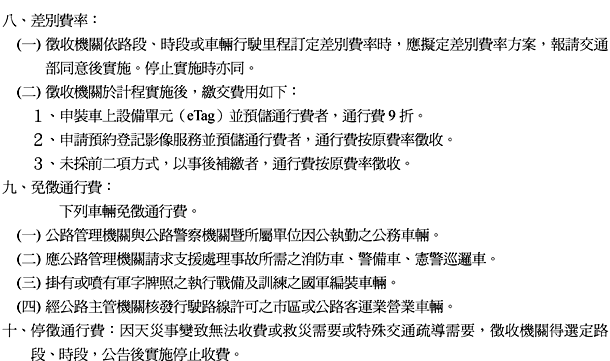 八、差別費率：
(一) 徵收機關依路段、時段或車輛行駛里程訂定差別費率時，應擬定差別費率方案，報請交通
部同意後實施。停止實施時亦同。
(二) 徵收機關於計程實施後，繳交費用如下：
１、申裝車上設備單元（eTag）並預儲通行費者，通行費 9 折。
２、申請預約登記影像服務並預儲通行費者，通行費按原費率徵收。
３、未採前二項方式，以事後補繳者，通行費按原費率徵收。
九、免徵通行費：
下列車輛免徵通行費。
(一) 公路管理機關與公路警察機關暨所屬單位因公執勤之公務車輛。
(二) 應公路管理機關請求支援處理事故所需之消防車、警備車、憲警巡邏車。
(三) 掛有或噴有軍字牌照之執行戰備及訓練之國軍編裝車輛。
(四) 經公路主管機關核發行駛路線許可之市區或公路客運業營業車輛。
十、停徵通行費：因天災事變致無法收費或救災需要或特殊交通疏導需要，徵收機關得選定路
段、時段，公告後實施停止收費。